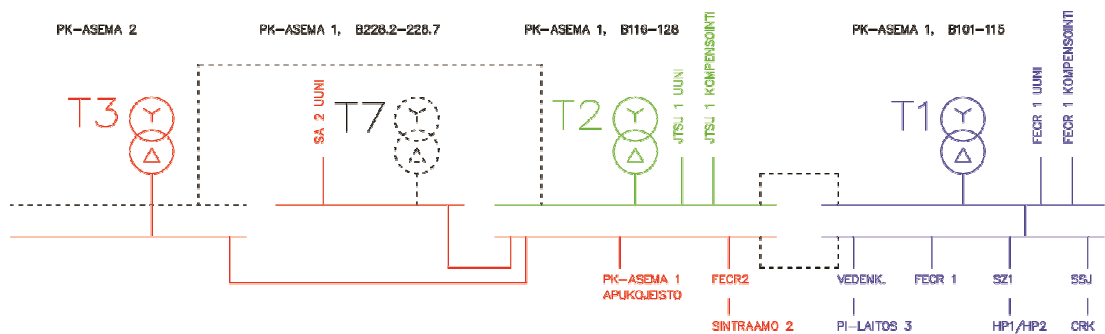 PK-ASEMA 2
PK-ASEMA 1, B228.2-228.7
PK-ASEMA 1, B116-128
PK-ASEMA 1, B101-115
T3
SA 2 UUNI
T7
T2
JTSU 1 UUNI
JTSU 1 KOMPENSOINTI
T1
FECR 1 UUNI
FECR 1 KOMPENSOINTI
PK-ASEMA 1
APUKOJEISTO
FECR2
SINTRAAMO 2
VEDENK.
FECR 1
SZ1
SSJ
PI-LAITOS 3
HP1/HP2
CRK